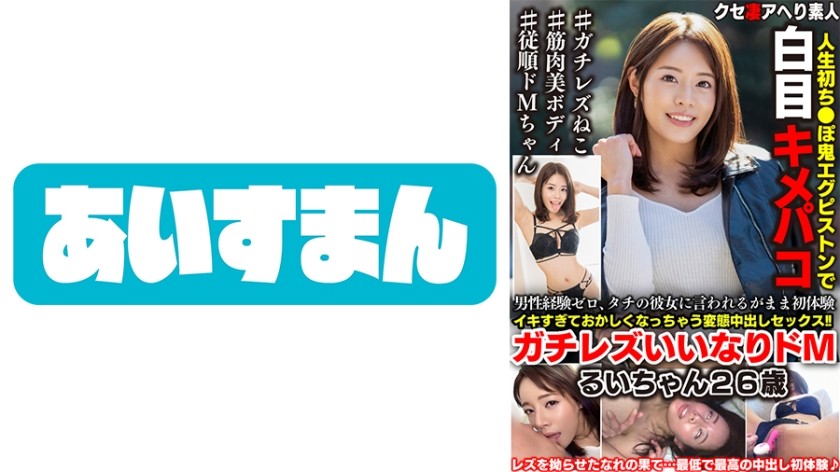 あいすまん
クセ凄アヘり素人
人生初ち●ぽ鬼エグピストンで
白目キメパコ
#ガチレズねこ
#筋肉美ボディ
#従順ドMちゃん
男性経験ゼロ、タチの彼女に言われるがまま初体験
イキすぎておかしくなっちゃう変態中出しセックス!!
ガチレズいいなりドM
るいちゃん26歳
レズを拗らせたなれの果て…最低で最高の中出し初体験♪